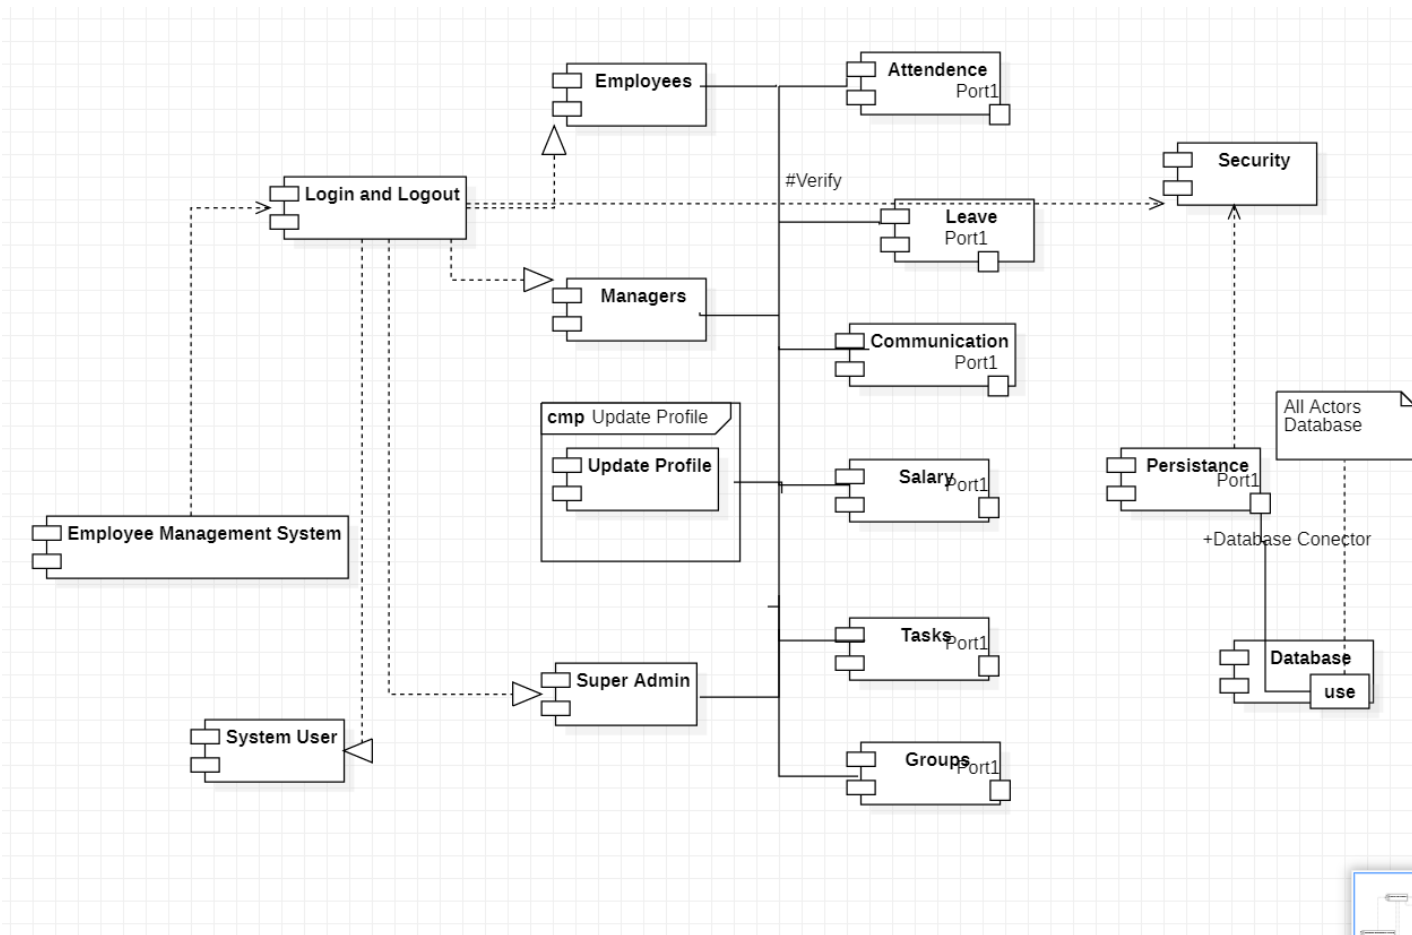 Employees
Attendence
Port1
Security
#Verify
Login and Logout
Leave
Port1
Managers
Communication
Port1
cmp Update Profile
Update Profile
Salary
Port1
All Actors
Database
Persistance
Port1
+Database Conector
Employee Management System
Tasks
Port1
Database
use
Super Admin
System User
Groups
Port1